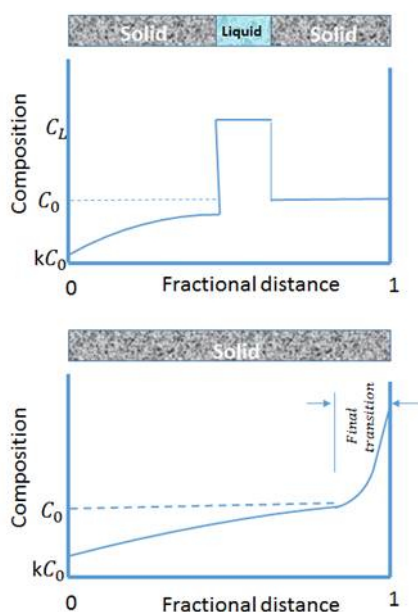 Solid Liquid Solid
Composition
C_L
C_0
kC_0
0 1
Fractional distance
Solid
Composition
Final
transition
C_0
kC_0
0 1
Fractional distance